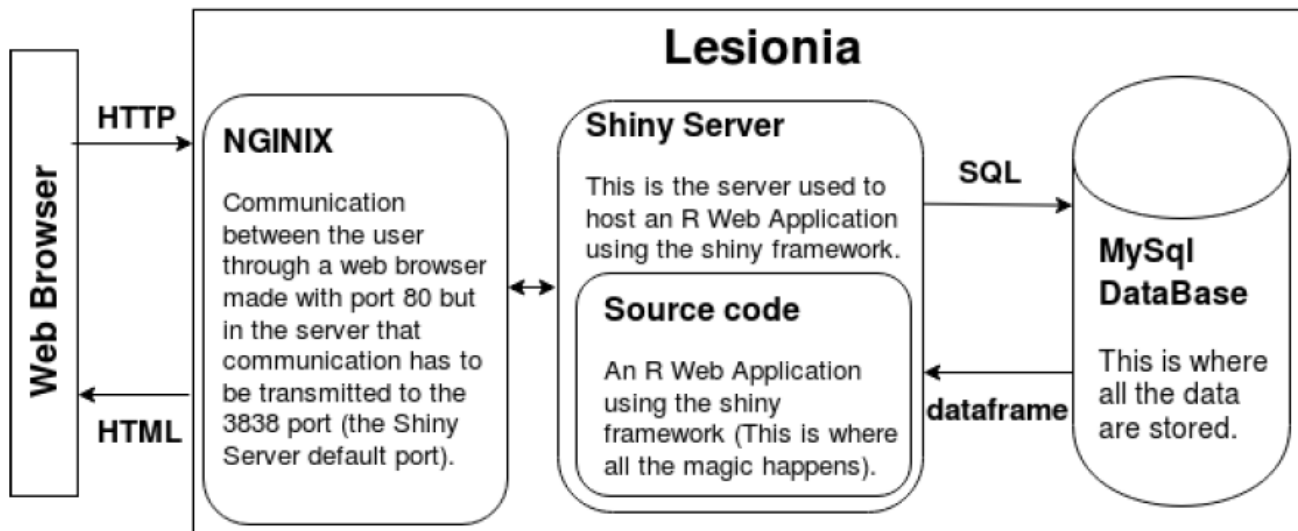 Lesionia
Web Browser
HTTP
HTML
NGINIX
Communication
between the user
through a web browser
made with port 80 but
in the server that
communication has to
be transmitted to the
3838 port (the Shiny
Server default port).
Shiny Server
This is the server used to
host an R Web Application
using the shiny framework.
Source code
An R Web Application
using the shiny
framework (This is where
all the magic happens).
SQL
dataframe
MySql
DataBase
This is where
all the data
are stored.